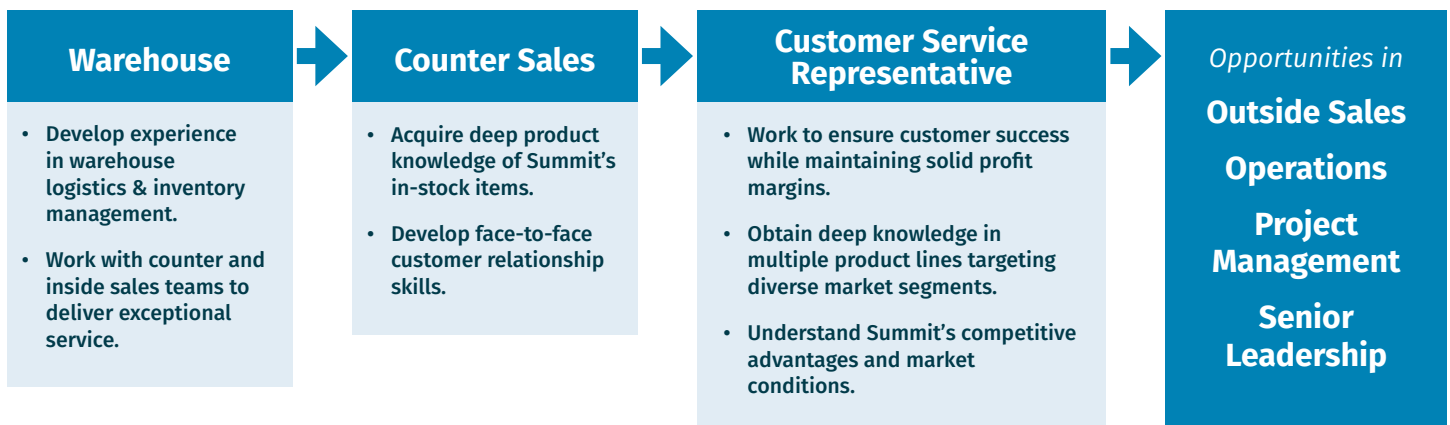 Warehouse
• Develop experience
in warehouse
logistics & inventory
management.
• Work with counter and
inside sales teams to
deliver exceptional
service.
Counter Sales
• Acquire deep product
knowledge of Summit’s
in-stock items.
• Develop face-to-face
customer relationship
skills.
Customer Service
Representative
• Work to ensure customer success
while maintaining solid profit
margins.
• Obtain deep knowledge in
multiple product lines targeting
diverse market segments.
• Understand Summit’s competitive
advantages and market
conditions.
Opportunities in
Outside Sales
Operations
Project
Management
Senior
Leadership